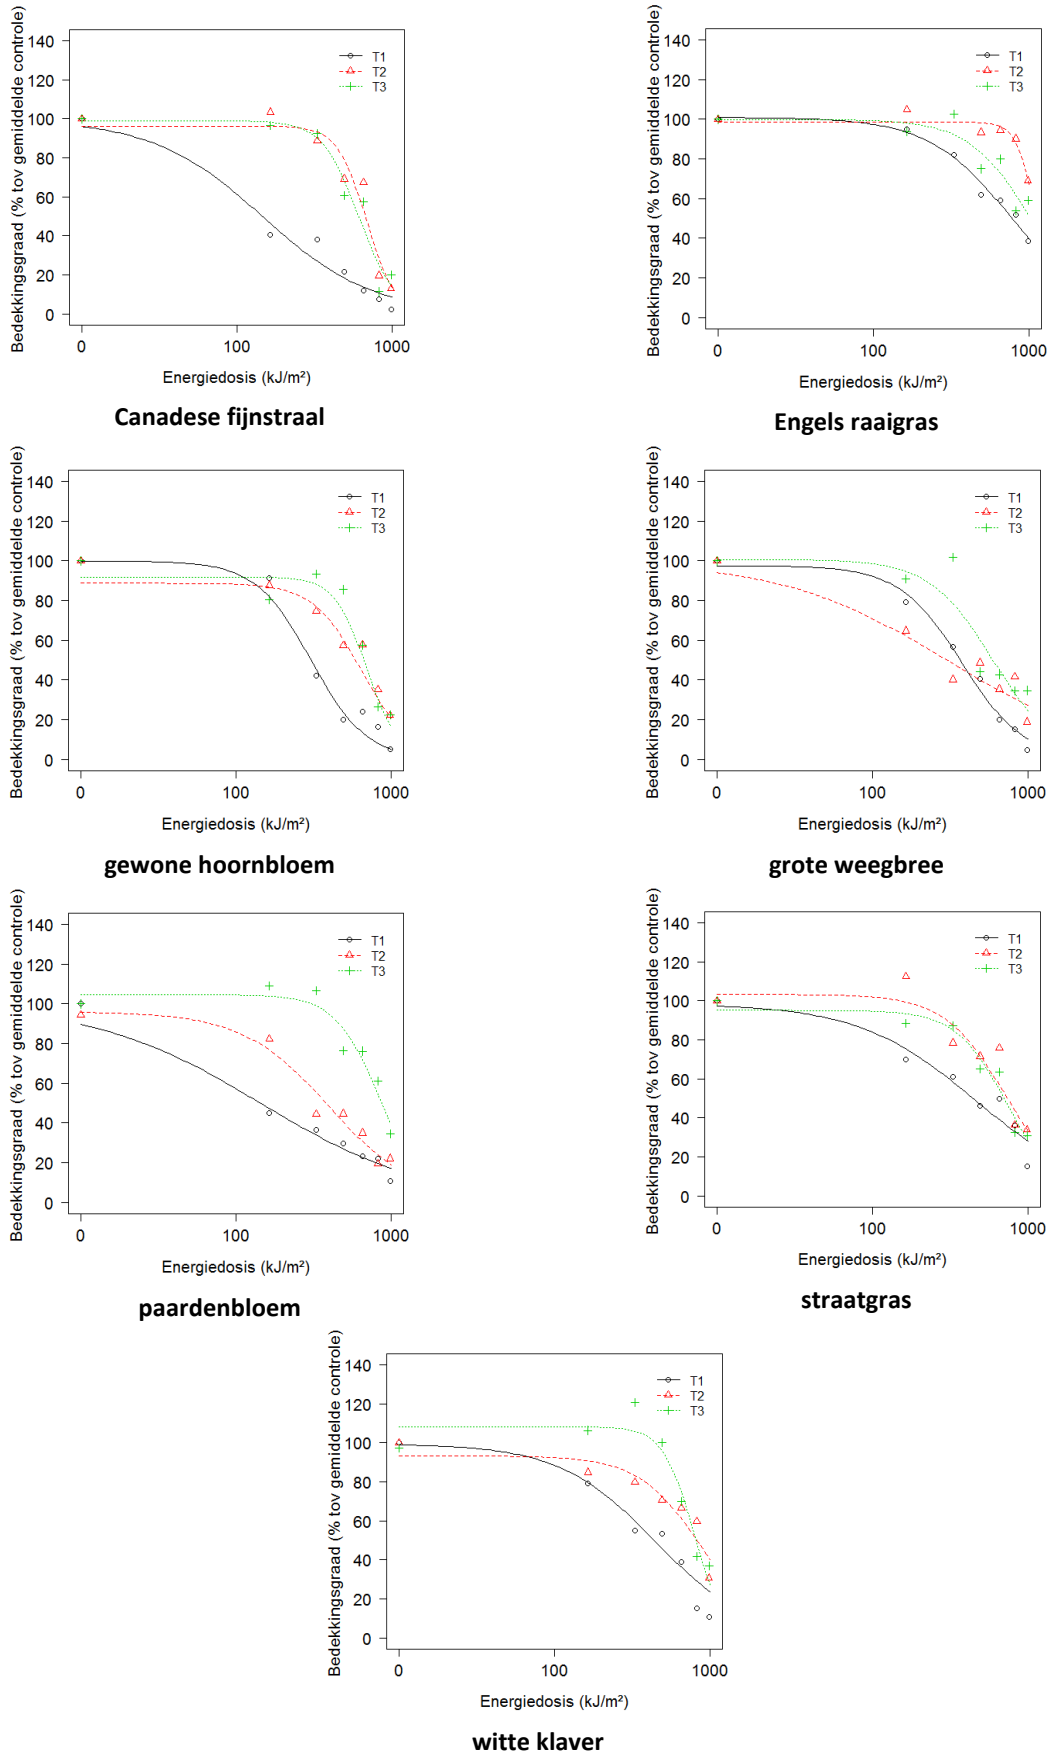 Bedekkingsgraad (% tov gemiddelde controle)
140
120
100
80
60
40
20
0
T1
T2
T3
0
100
1000
Energiedosis (kJ/m²)
Canadese fijnstraal
Bedekkingsgraad (% tov gemiddelde controle)
140
120
100
80
60
40
20
0
T1
T2
T3
0
100
1000
Energiedosis (kJ/m²)
Engels raaigras
Bedekkingsgraad (% tov gemiddelde controle)
140
120
100
80
60
40
20
0
T1
T2
T3
0
100
1000
Energiedosis (kJ/m²)
gewone hoornbloem
Bedekkingsgraad (% tov gemiddelde controle)
140
120
100
80
60
40
20
0
T1
T2
T3
0
100
1000
Energiedosis (kJ/m²)
grote weegbree
Bedekkingsgraad (% tov gemiddelde controle)
140
120
100
80
60
40
20
0
T1
T2
T3
0
100
1000
Energiedosis (kJ/m²)
paardenbloem
Bedekkingsgraad (% tov gemiddelde controle)
140
120
100
80
60
40
20
0
T1
T2
T3
0
100
1000
Energiedosis (kJ/m²)
straatgras
Bedekkingsgraad (% tov gemiddelde controle)
140
120
100
80
60
40
20
0
T1
T2
T3
0
100
1000
Energiedosis (kJ/m²)
witte klaver